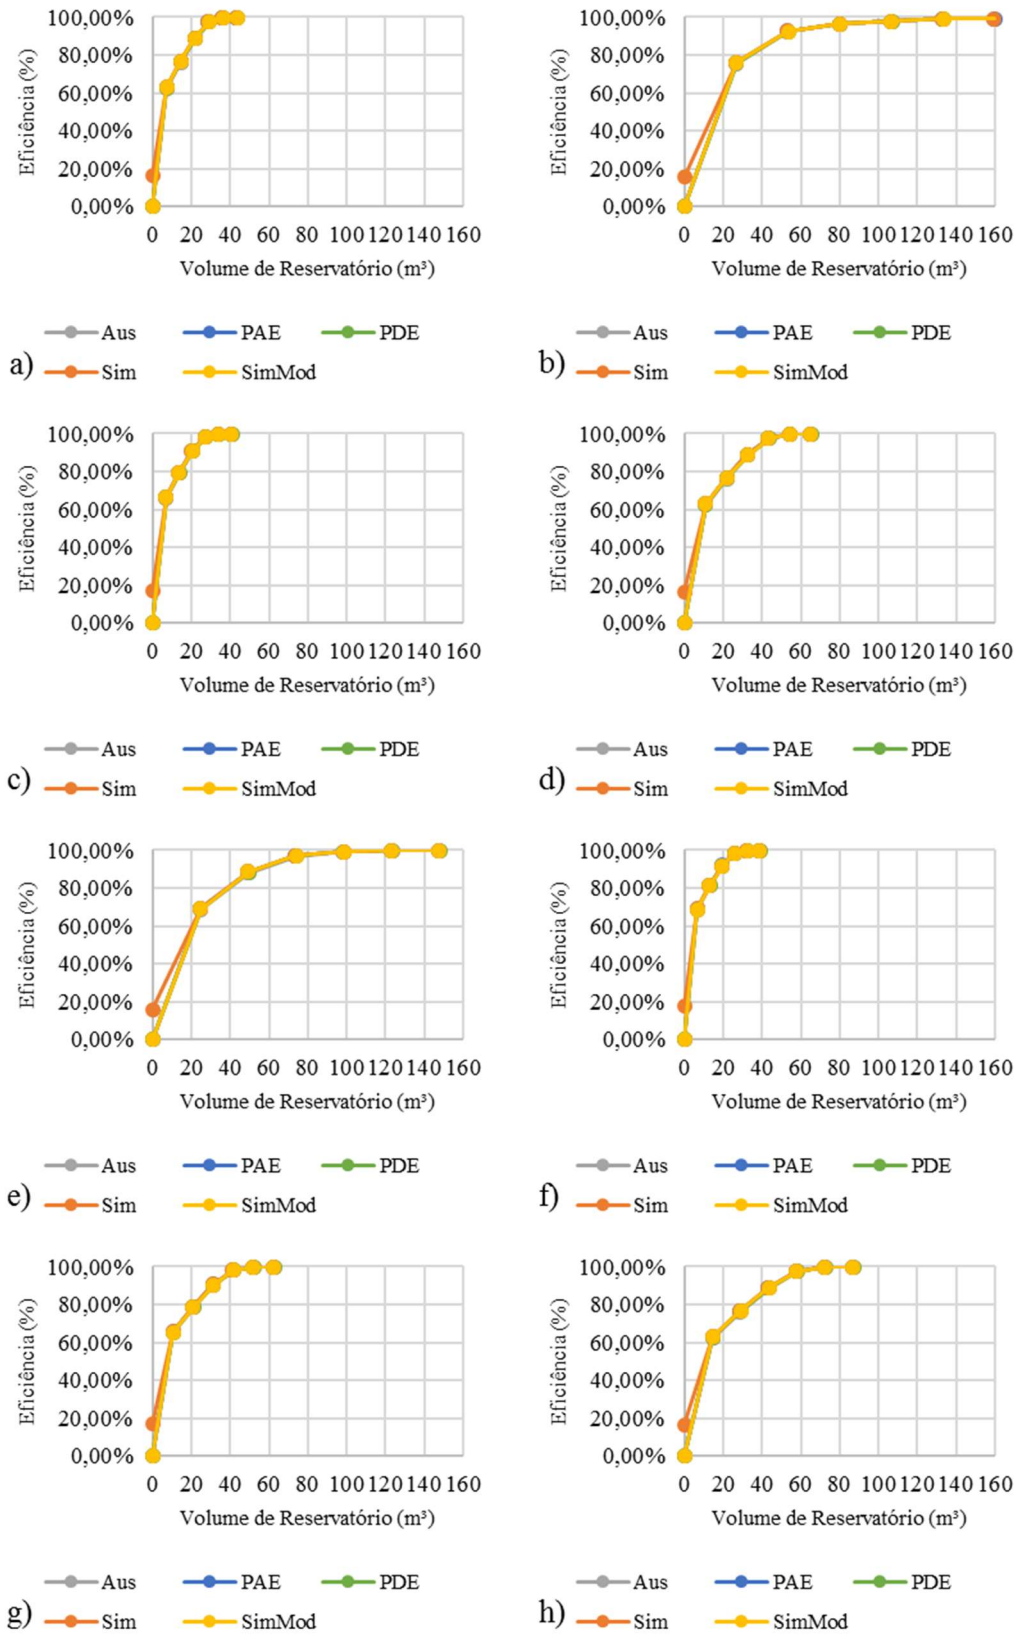 100,00% 100,00%
80,00% 80,00%
60,00% 60,00%
40,00% 40,00%
20,00% 20,00%
0,00% 0,00%
Eficiência (%) Eficiência (%)
0 20 40 60 80 100 120 140 160 0 20 40 60 80 100 120 140 160
Volume de Reservatório (m³) Volume de Reservatório (m³)
Aus PAE PDE Aus PAE PDE
a) Sim SimMod b) Sim SimMod
100,00% 100,00%
80,00% 80,00%
60,00% 60,00%
40,00% 40,00%
20,00% 20,00%
0,00% 0,00%
Eficiência (%) Eficiência (%)
0 20 40 60 80 100 120 140 160 0 20 40 60 80 100 120 140 160
Volume de Reservatório (m³) Volume de Reservatório (m³)
Aus PAE PDE Aus PAE PDE
c) Sim SimMod d) Sim SimMod
100,00% 100,00%
80,00% 80,00%
60,00% 60,00%
40,00% 40,00%
20,00% 20,00%
0,00% 0,00%
Eficiência (%) Eficiência (%)
0 20 40 60 80 100 120 140 160 0 20 40 60 80 100 120 140 160
Volume de Reservatório (m³) Volume de Reservatório (m³)
Aus PAE PDE Aus PAE PDE
e) Sim SimMod f) Sim SimMod
100,00% 100,00%
80,00% 80,00%
60,00% 60,00%
40,00% 40,00%
20,00% 20,00%
0,00% 0,00%
Eficiência (%) Eficiência (%)
0 20 40 60 80 100 120 140 160 0 20 40 60 80 100 120 140 160
Volume de Reservatório (m³) Volume de Reservatório (m³)
Aus PAE PDE Aus PAE PDE
g) Sim SimMod h) Sim SimMod